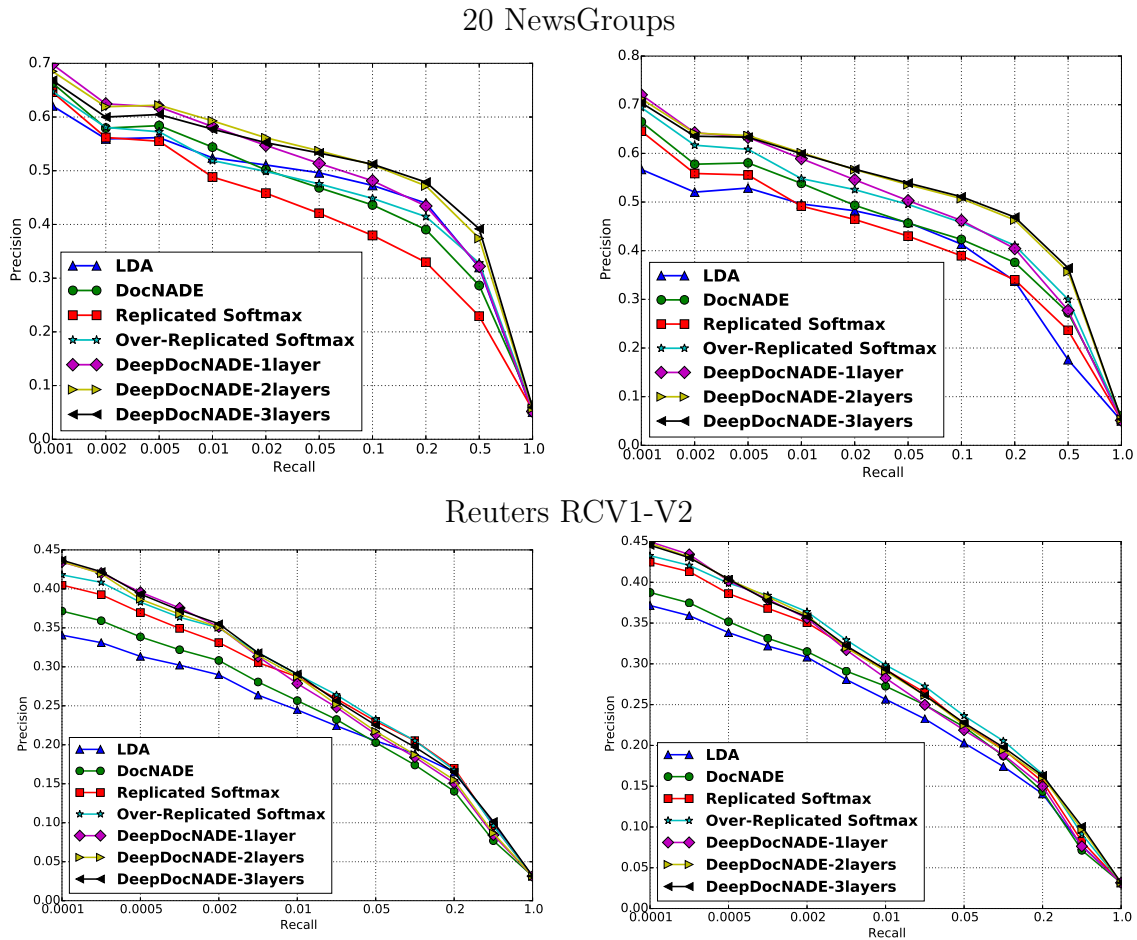 20 NewsGroups
0.7
0.6
0.5
0.4
0.3
0.2
0.1
0.0
Precision
LDA
DocNADE
Replicated Softmax
Over-Replicated Softmax
DeepDocNADE-1layer
DeepDocNADE-2layers
DeepDocNADE-3layers
0.001 0.002 0.005 0.01 0.02 0.05 0.1 0.2 0.5 1.0
Recall
0.8
0.7
0.6
0.5
0.4
0.3
0.2
0.1
0.0
Precision
LDA
DocNADE
Replicated Softmax
Over-Replicated Softmax
DeepDocNADE-1layer
DeepDocNADE-2layers
DeepDocNADE-3layers
0.001 0.002 0.005 0.01 0.02 0.05 0.1 0.2 0.5 1.0
Recall
Reuters RCV1-V2
0.45
0.40
0.35
0.30
0.25
0.20
0.15
0.10
0.05
0.00
Precision
LDA
DocNADE
Replicated Softmax
Over-Replicated Softmax
DeepDocNADE-1layer
DeepDocNADE-2layers
DeepDocNADE-3layers
0.0001 0.0005 0.002 0.01 0.05 0.2 1.0
Recall
0.45
0.40
0.35
0.30
0.25
0.20
0.15
0.10
0.05
0.00
Precision
LDA
DocNADE
Replicated Softmax
Over-Replicated Softmax
DeepDocNADE-1layer
DeepDocNADE-2layers
DeepDocNADE-3layers
0.0001 0.0005 0.002 0.01 0.05 0.2 1.0
Recall